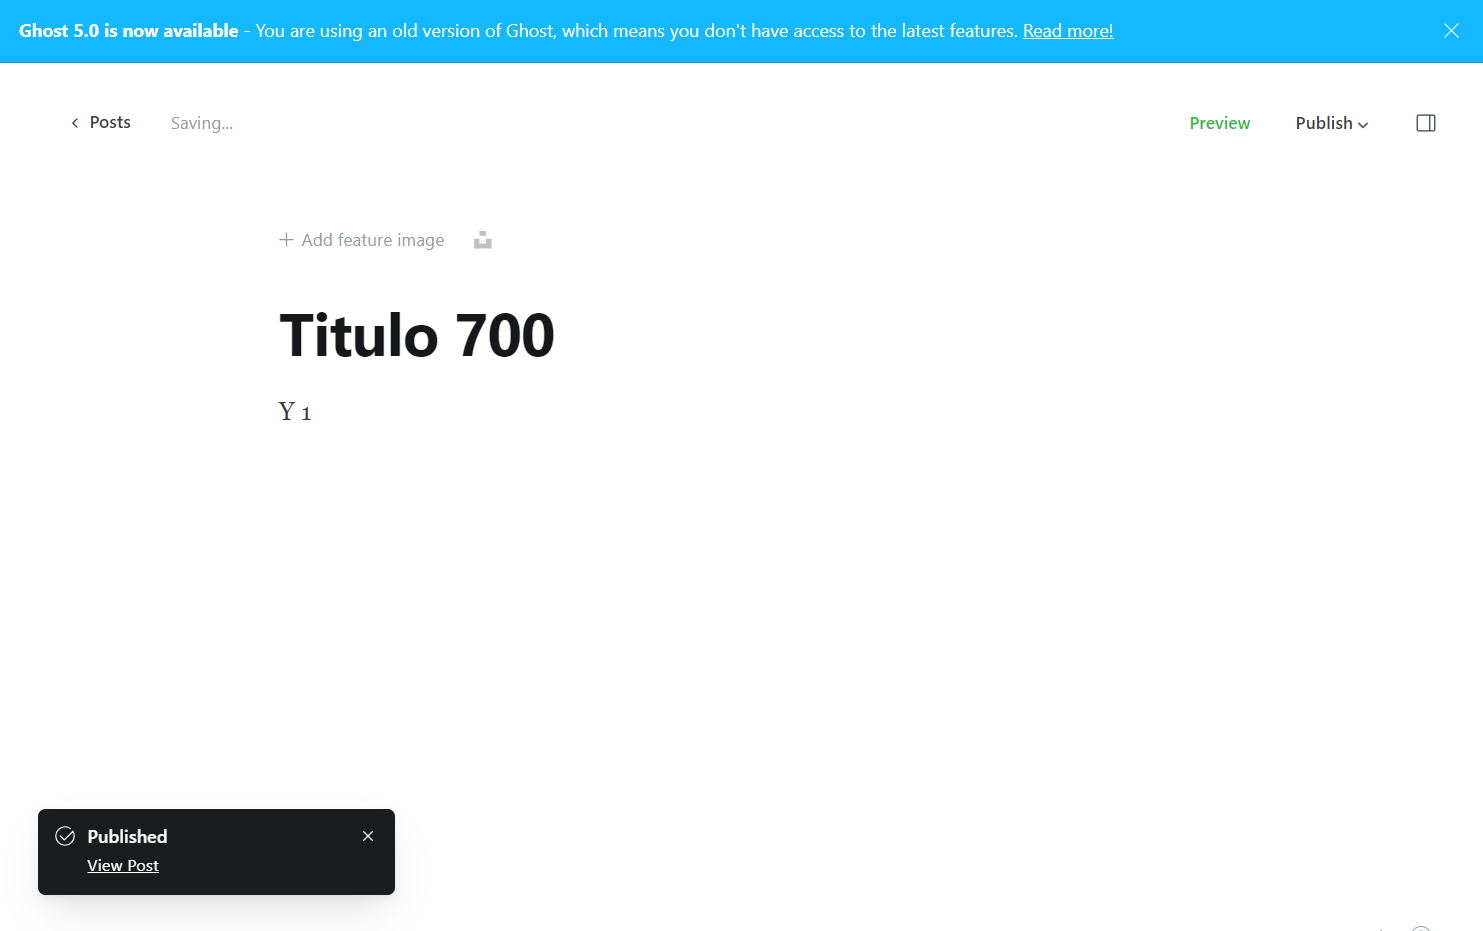 Ghost 5.0 is now available - You are using an old version of Ghost, which means you don't have access to the latest features. Read more!
Posts
Saving...
Preview
Publish
Add feature image
Titulo 700
Y 1
Published
View Post